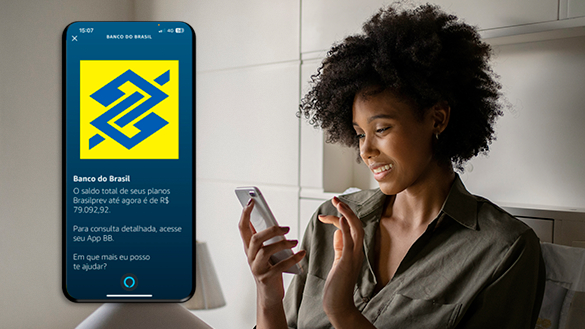 15:07 4G 58
BANCO DO BRASIL
Banco do Brasil
O saldo total de seus planos
Brasilprev até agora é de R$
79.092,92.
Para consulta detalhada, acesse
seu App BB.
Em que mais eu posso
te ajudar?